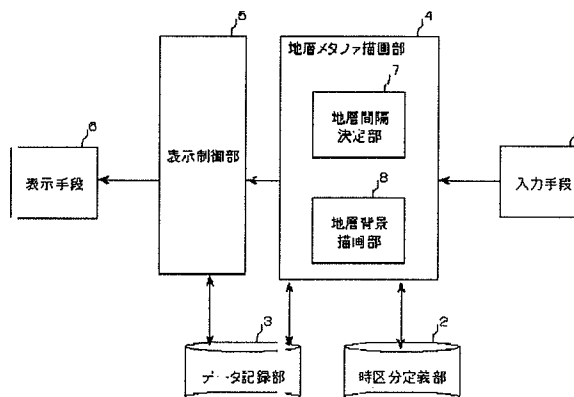 5
4
地層メタファ描画部
7
地層間隔
決定部
6
表示手段
表示制御部
入力手段
8
地層背景
描画部
3
データ記録部
2
時区分定義部